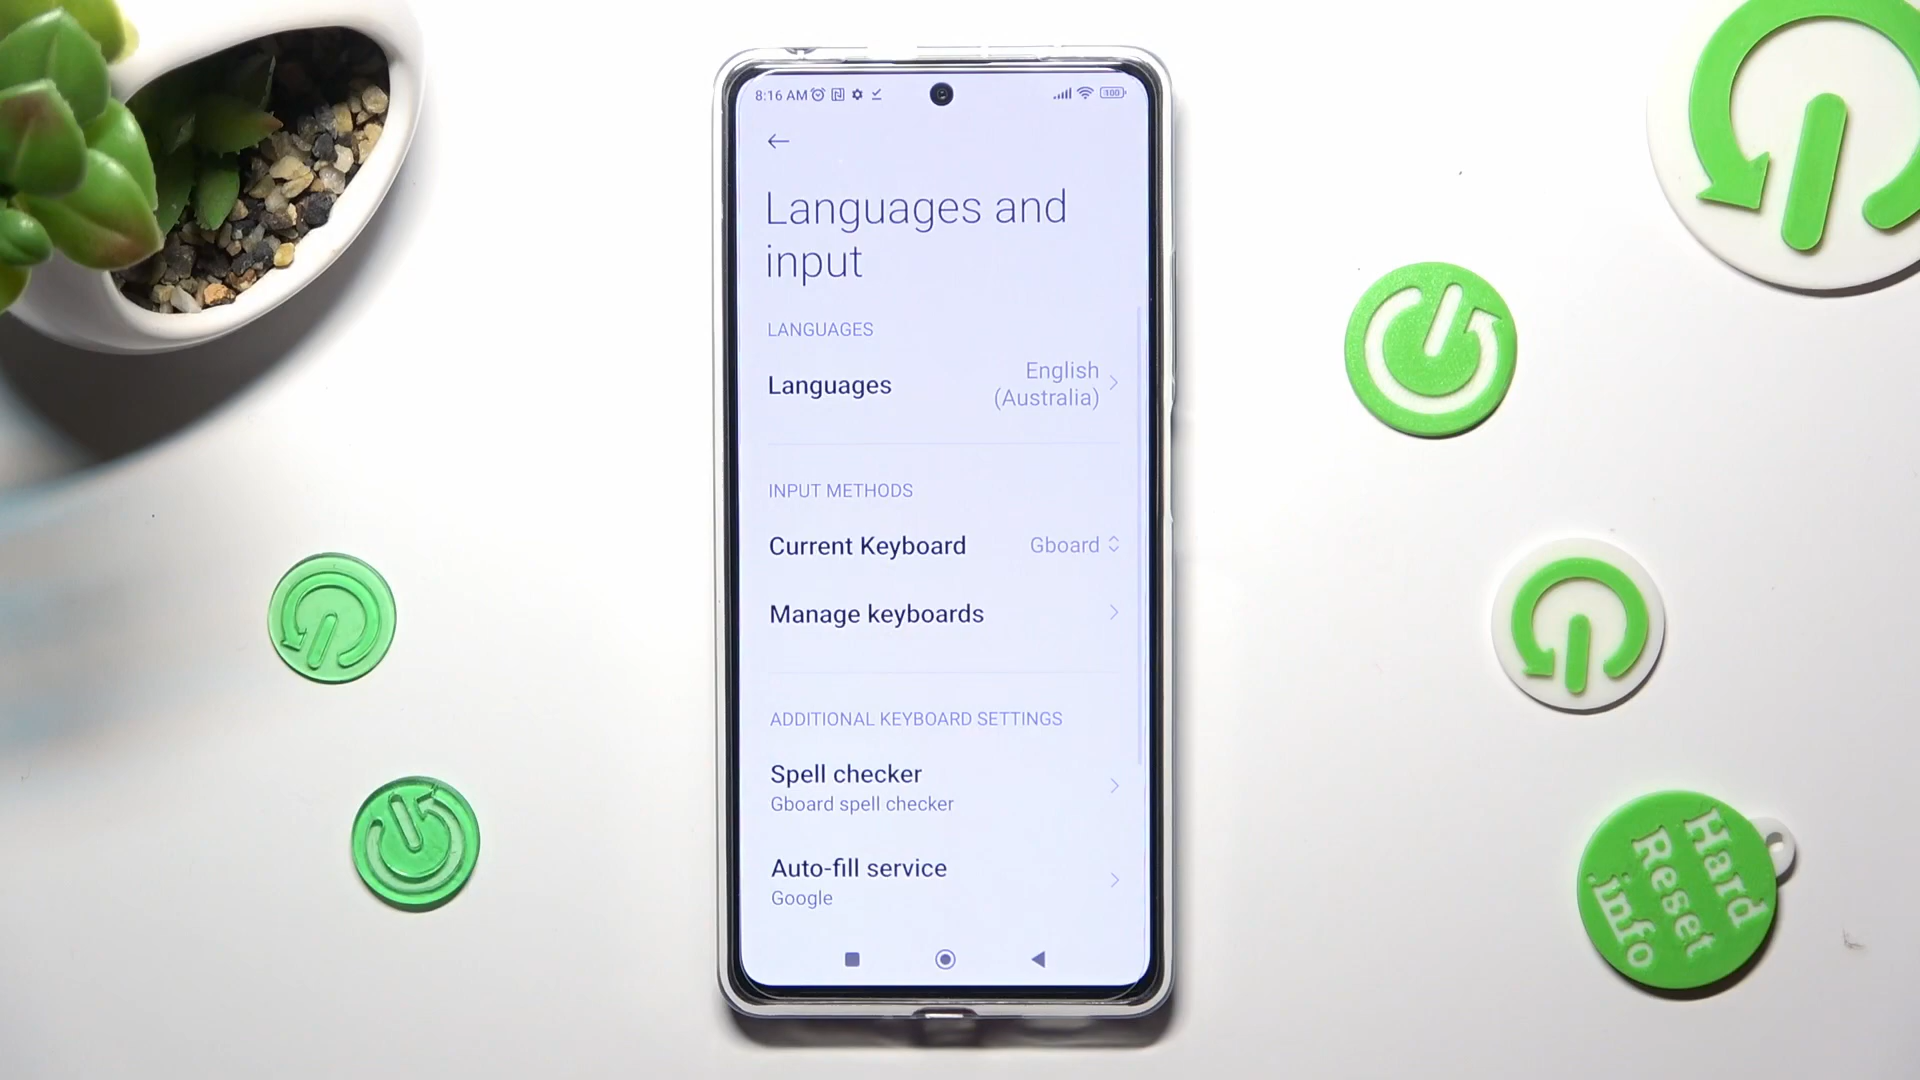 8:16 AM
100
Languages and
input
LANGUAGES
Languages
English
(Australia)
INPUT METHODS
Current Keyboard
Gboard
Manage keyboards
ADDITIONAL KEYBOARD SETTINGS
Spell checker
Gboard spell checker
Auto-fill service
Google
Hard
Reset
.info